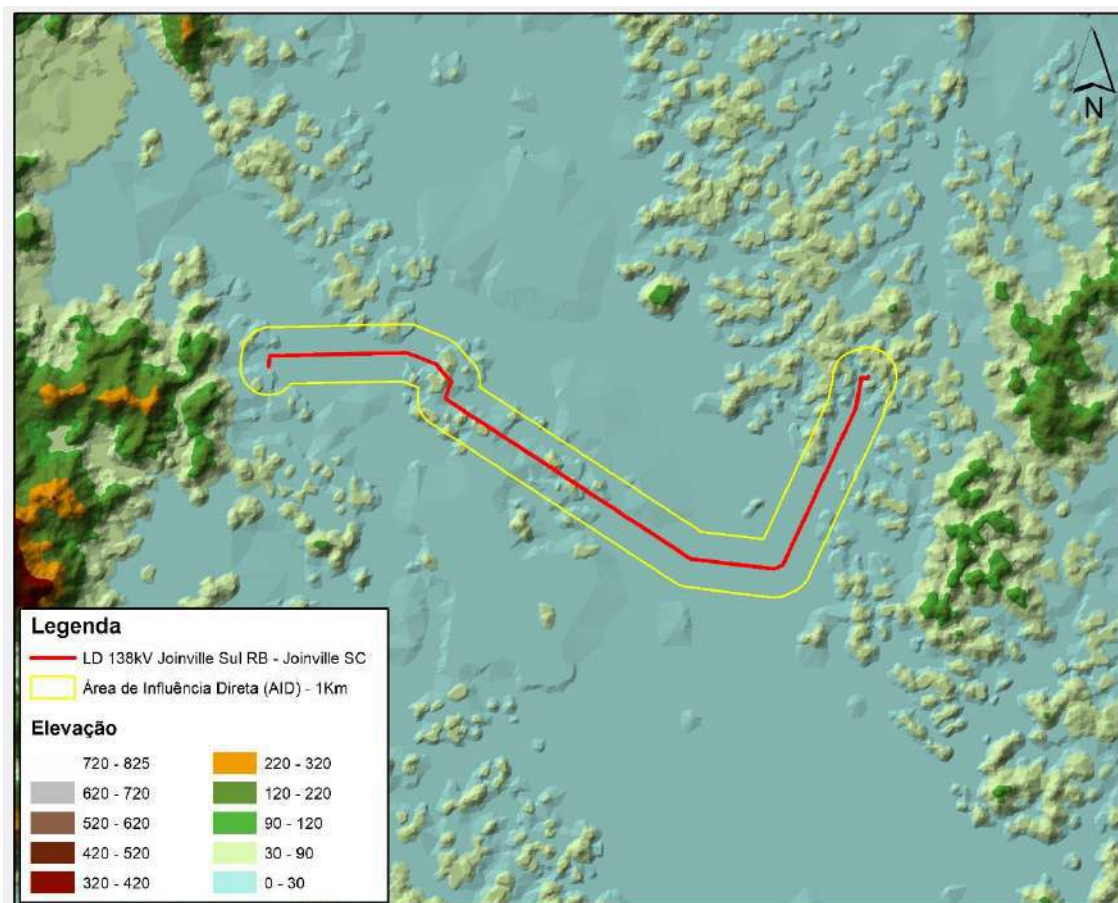 N
Legenda
LD 138kV Joinville Sul RB - Joinville SC
Área de Influência Direta (AID) - 1Km
Elevação
720 - 825
220 - 320
620 - 720
120 - 220
520 - 620
90 - 120
420 - 520
30 - 90
320 - 420
0 - 30